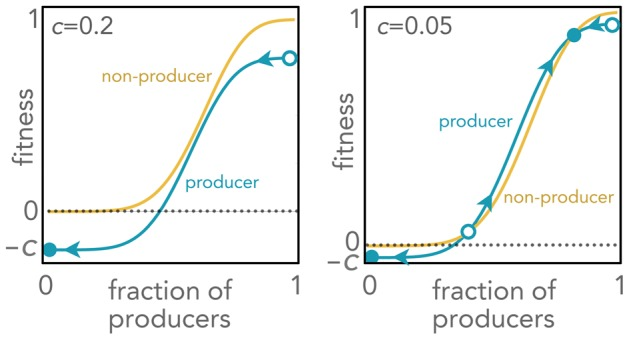 1
c=0.2
non-producer
fitness
producer
0
−C
0
1
fraction of
producers
1
c=0.05
producer
fitness
non-producer
0
−C
0
1
fraction of
producers